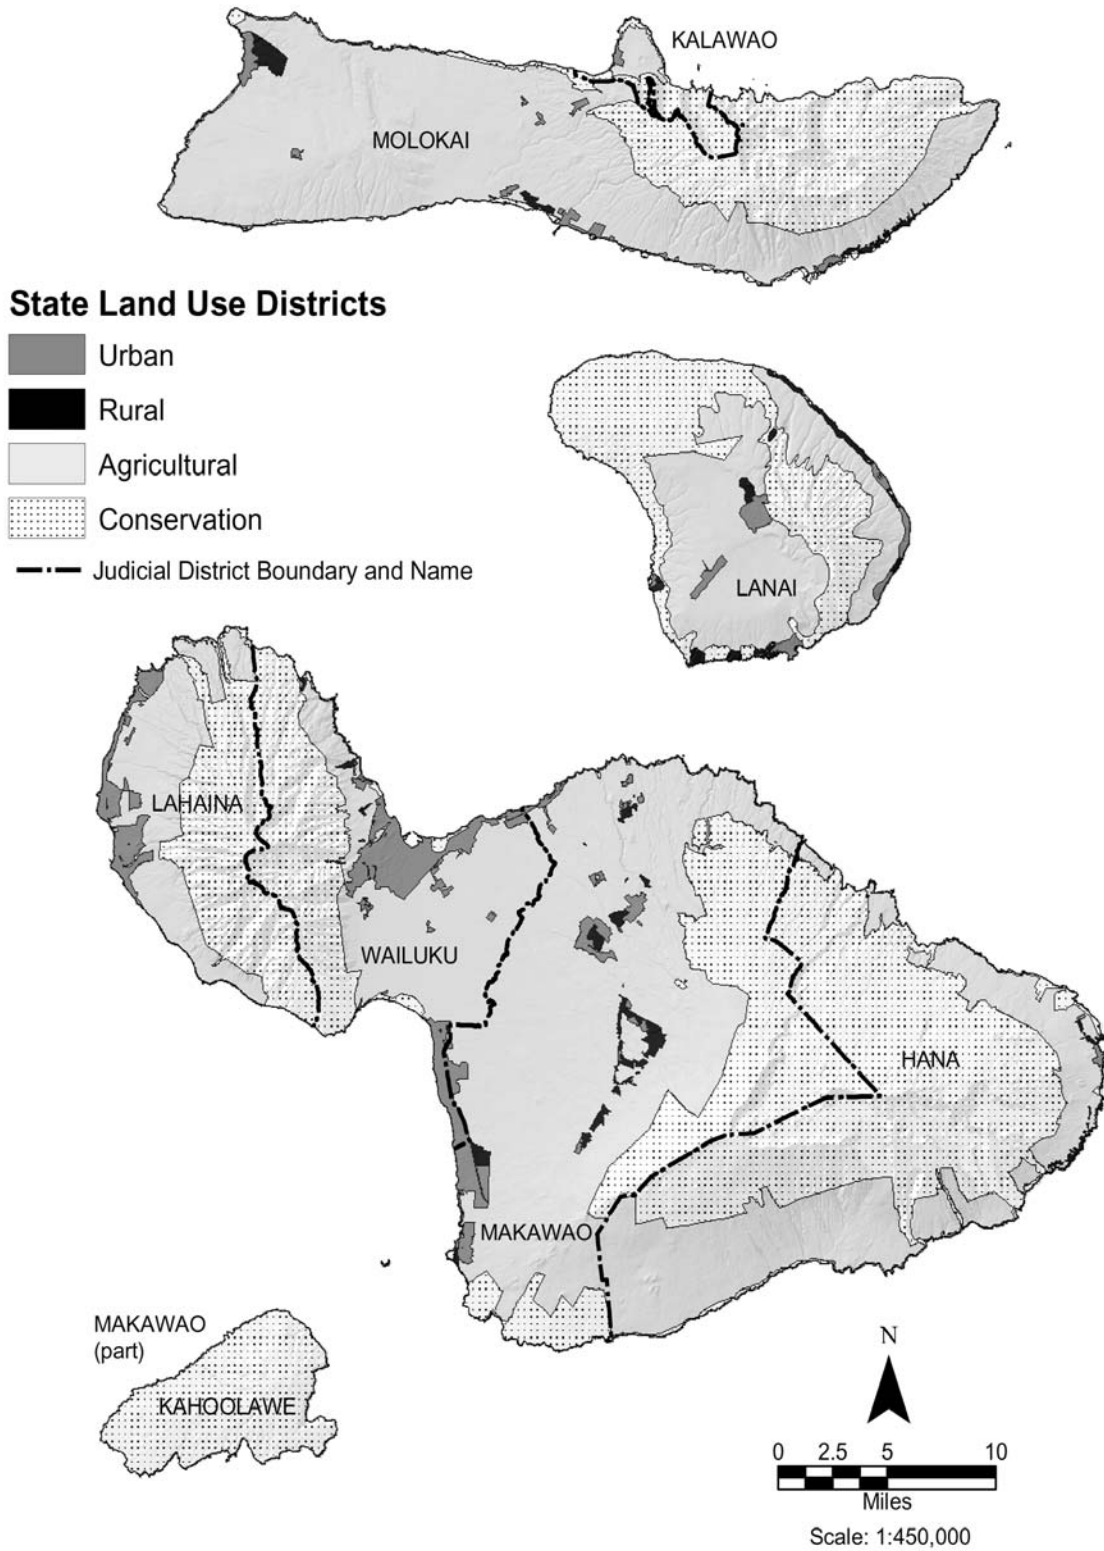 KALAWAO
MOLOKAI
State Land Use Districts
Urban
Rural
Agricultural
Conservation
Judicial District Boundary and Name
LANAI
LAHAINA
WAILUKU
HANA
MAKAWAO
MAKAWAO
(part)
KAHOOLAWE
N
0 2.5 5 10
Miles
Scale: 1:450,000